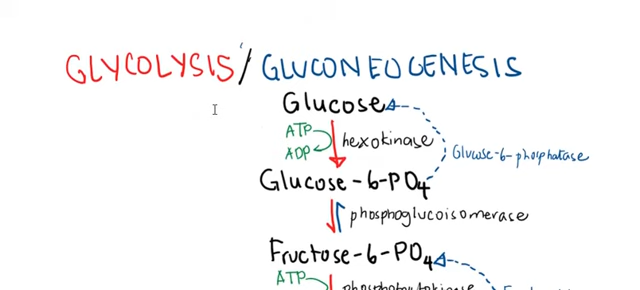 GLYCOLYSIS / GLUCONEOGENESIS
Glucose
ATP
hexokinase
ADP
Glucose-6-phosphatase
Glucose-6-PO4
phosphoglucoisomerase
Fructose-6-PO4
ATP